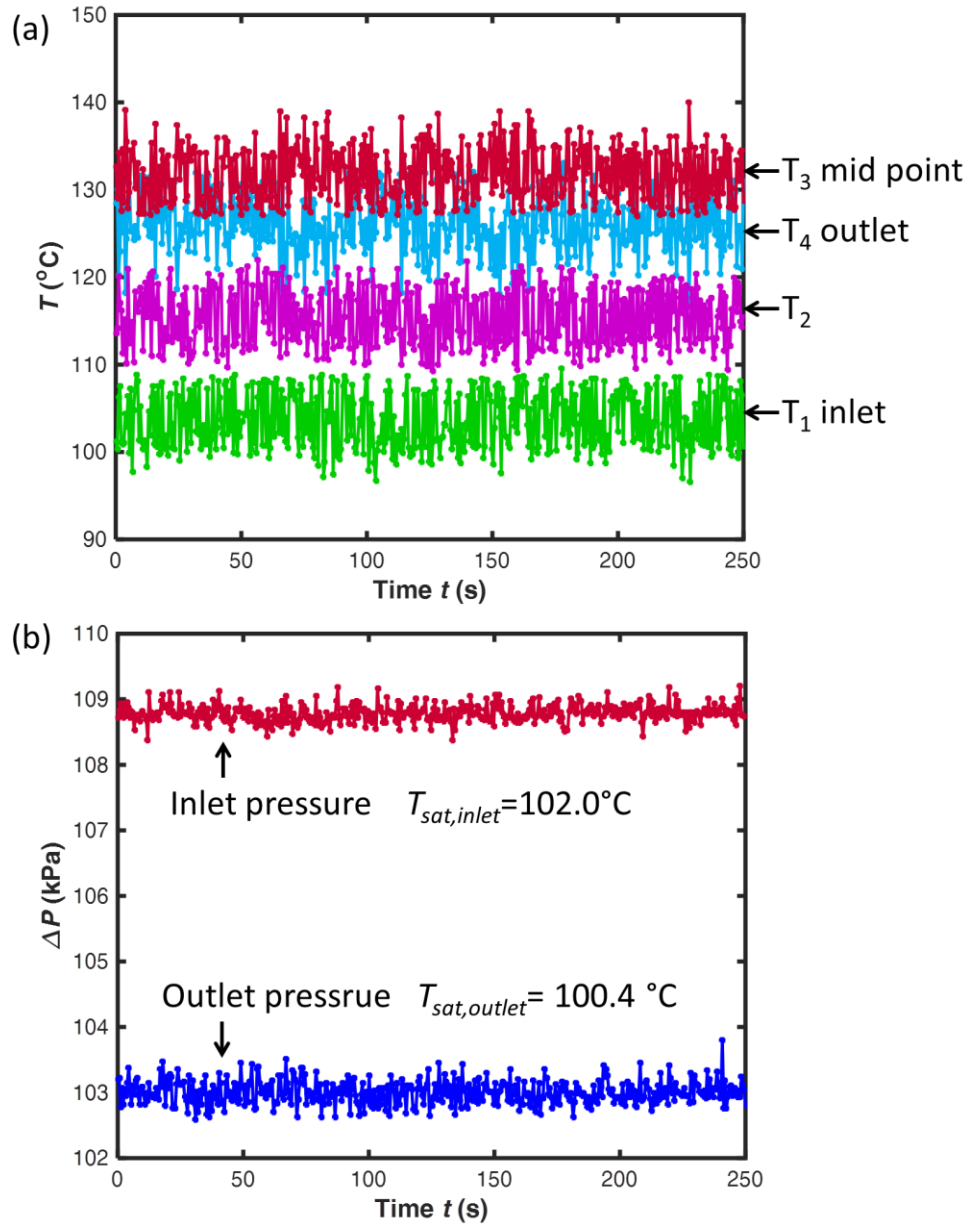 (a)
150
140
130
120
110
100
90
T (°C)
0 50 100 150 200 250
Time t (s)
T3 mid point
T4 outlet
T2
T1 inlet
(b)
110
109
108
107
106
105
104
103
102
ΔP (kPa)
Inlet pressure Tsat,inlet=102.0°C
Outlet pressrue Tsat,outlet= 100.4 °C
0 50 100 150 200 250
Time t (s)